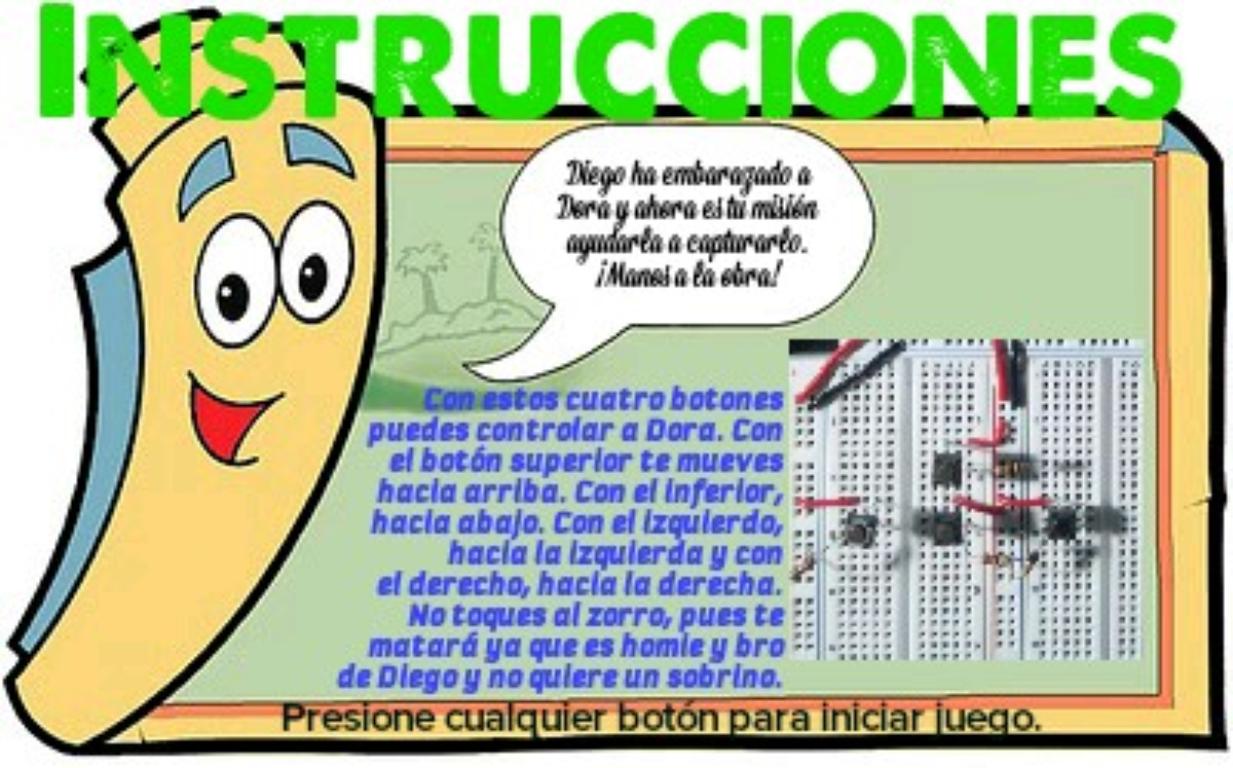 INSTRUCCIONES
Diego ha embarazado a
Dora y ahora es tu misión
ayudarla a capturarlo.
¡Manos a la obra!
Con estos cuatro botones
puedes controlar a Dora. Con
el botón superior te mueves
hacia arriba. Con el inferior,
hacia abajo. Con el izquierdo,
hacia la izquierda y con
el derecho, hacia la derecha.
No toques al zorro, pues te
matará ya que es homie y bro
de Diego y no quiere un sobrino.
Presione cualquier botón para iniciar juego.